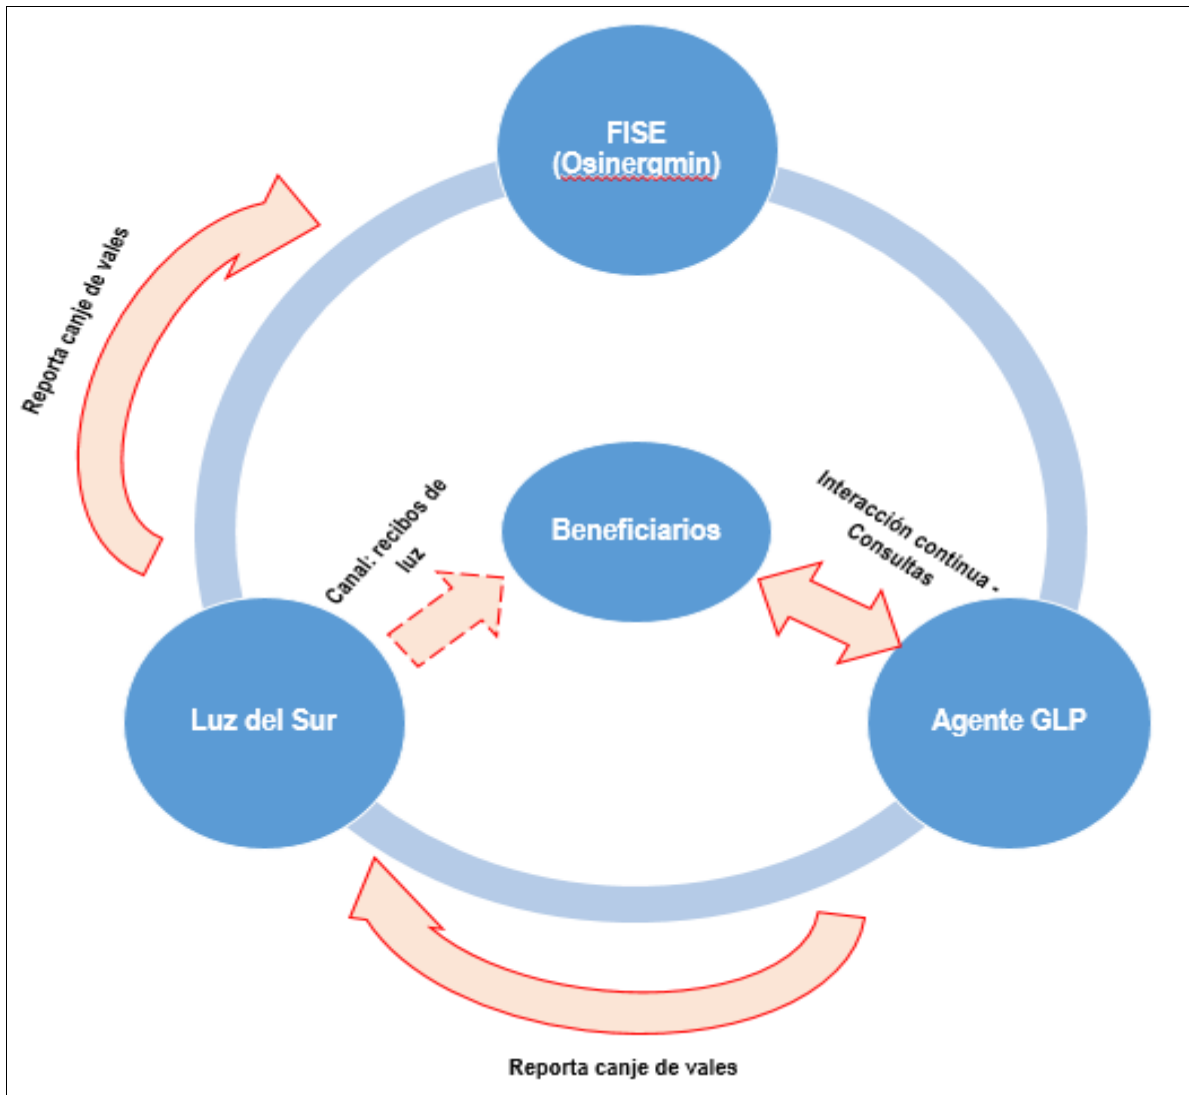 FISE
(Osinergmin)
Reporta canje de vales
Canal: recibos de
luz
Beneficiarios
Interacción continua -
Consultas
Luz del Sur
Agente GLP
Reporta canje de vales